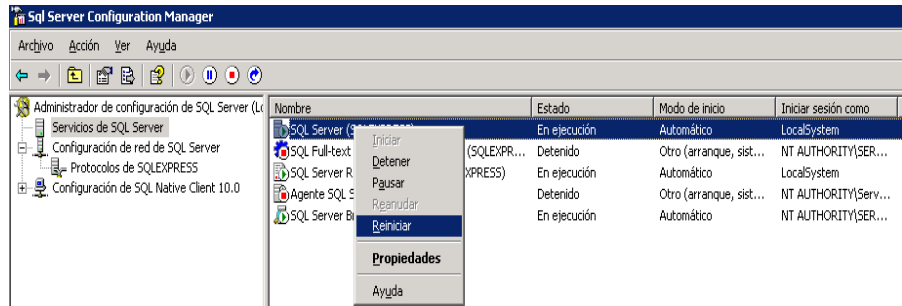 Sql Server Configuration Manager
Archivo Acción Ver Ayuda
Administrador de configuración de SQL Server (Lo
Servicios de SQL Server
Configuración de red de SQL Server
Protocolos de SQLEXPRESS
Configuración de SQL Native Client 10.0
Nombre Estado Modo de inicio Iniciar sesión como
SQL Server (SQLEXPRESS) En ejecución Automático LocalSystem
SQL Full-text (SQLEXPR... Detenido Otro (arranque, sist... NT AUTHORITY\SER...
SQL Server R XPRESS) En ejecución Automático LocalSystem
Agente SQL S Detenido Otro (arranque, sist... NT AUTHORITY\Serv...
SQL Server Br En ejecución Automático NT AUTHORITY\SER...
Iniciar
Detener
Pausar
Reanudar
Reiniciar
Propiedades
Ayuda